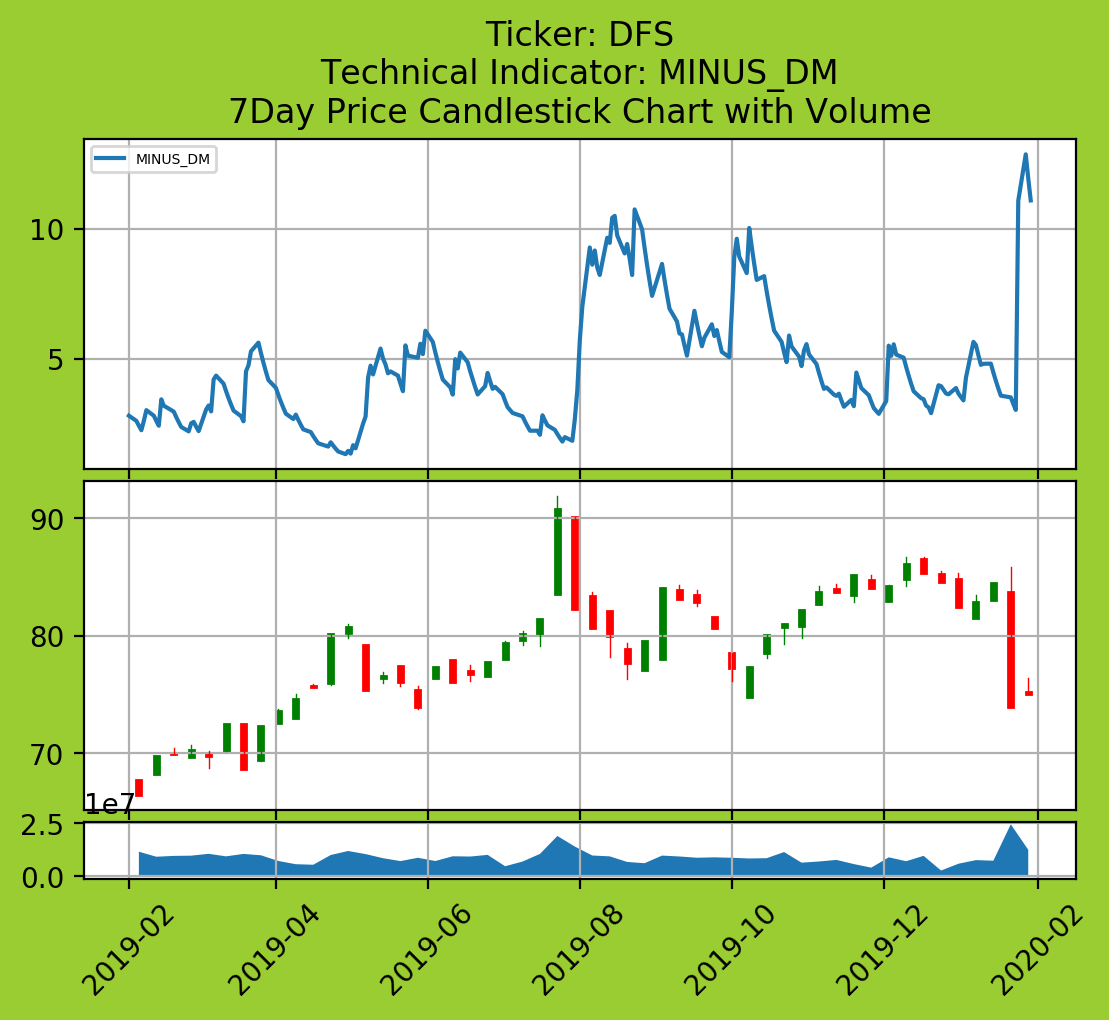 Ticker: DFS
Technical Indicator: MINUS_DM
7Day Price Candlestick Chart with Volume
MINUS_DM
10
5
90
80
70
1e7
2.5
0.0
2019-02
2019-04
2019-06
2019-08
2019-10
2019-12
2020-02